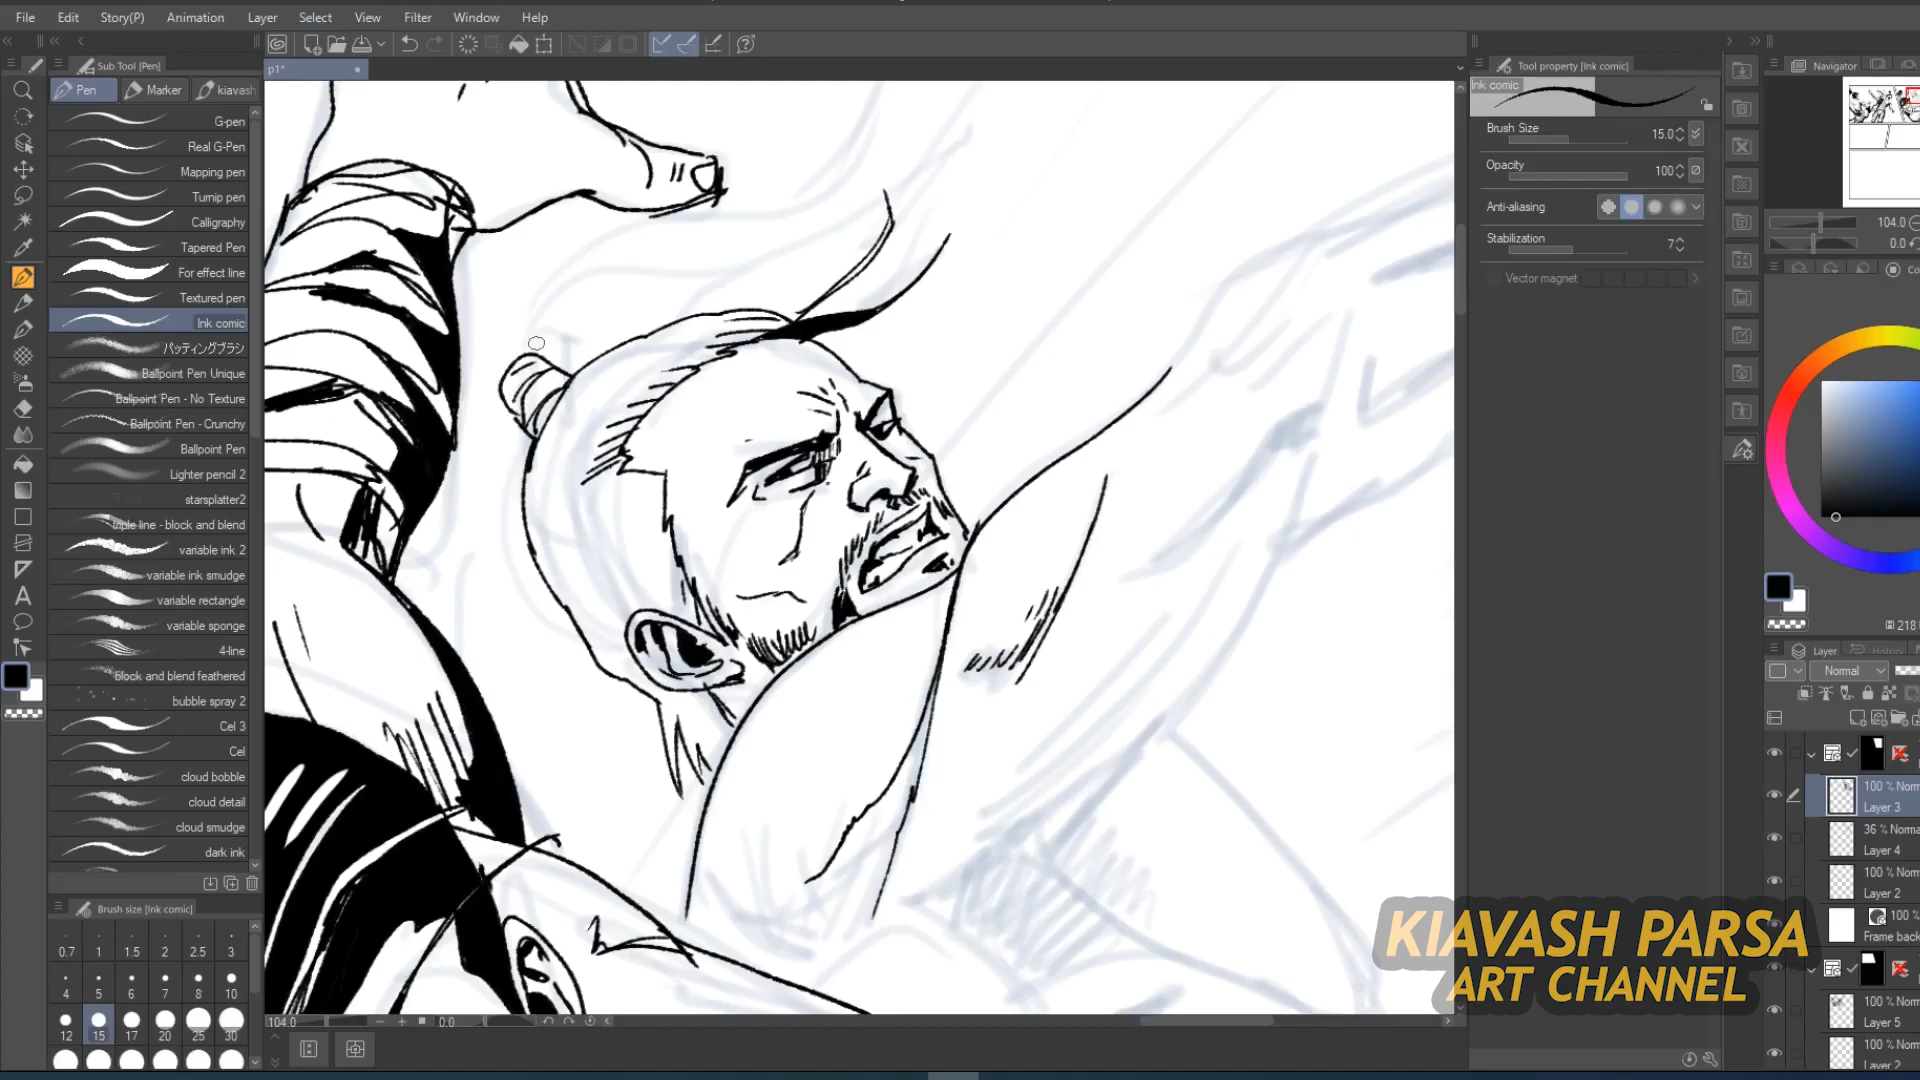 File Edit Story(P) Animation Layer Select View Filter Window Help
Sub Tool [Pen]
Pen Marker kiavash
G-pen
Real G-Pen
Mapping pen
Turnip pen
Calligraphy
Tapered Pen
For effect line
Textured pen
Ink comic
パッティングブラシ
Ballpoint Pen Unique
Ballpoint Pen - No Texture
Ballpoint Pen - Crunchy
Ballpoint Pen
Lighter pencil 2
starsplatter2
triple line - block and blend
variable ink 2
variable ink smudge
variable rectangle
variable sponge
4-line
block and blend feathered
bubble spray 2
Cel 3
Cel
cloud bobble
cloud detail
cloud smudge
dark ink
Brush size [Ink comic]
0.7 1 1.5 2 2.5 3
4 5 6 7 8 10
12 15 17 20 25 30
p1*
104.0 0.0
Tool property [Ink comic]
Ink comic
Brush Size 15.0
Opacity 100
Anti-aliasing
Stabilization 7
Vector magnet
Navigator
104.0
0.0
Co
218
Layer History
Normal
100 % Norm
Layer 3
36 % Norma
Layer 4
100 % Norm
Layer 2
100 %
Frame back
100 % Norm
Layer 5
100 % Norm
Layer 2
KIAVASH PARSA
ART CHANNEL